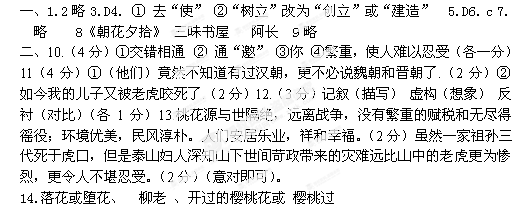 一、1.2略 3.D4. ① 去“使” ②“树立”改为“创立”或“建造” 5.D6. c 7.
略 8《朝花夕拾》 三味书屋 阿长 9略
二、10.(4分)①交错相通 ②通“邀” ③你 ④繁重，使人难以忍受(各一分)
11(4分)①(他们)竟然不知道有过汉朝，更不必说魏朝和晋朝了.(2分)②
如今我的儿子又被老虎咬死了.(2分)12.(3分)记叙(描写) 虚构(想象) 反
衬(对比)(各1分)13桃花源与世隔绝，远离战争，没有繁重的赋税和无尽得
徭役；环境优美，民风淳朴。人们安居乐业，祥和幸福。(2分)虽然一家祖孙三
代死于虎口，但是泰山妇人深知山下世间苛政带来的灾难远比山中的老虎更为惨
烈，更令人不堪忍受。(2分)(意对即可)。
14.落花或堕花、 柳老 、开过的樱桃花或 樱桃过